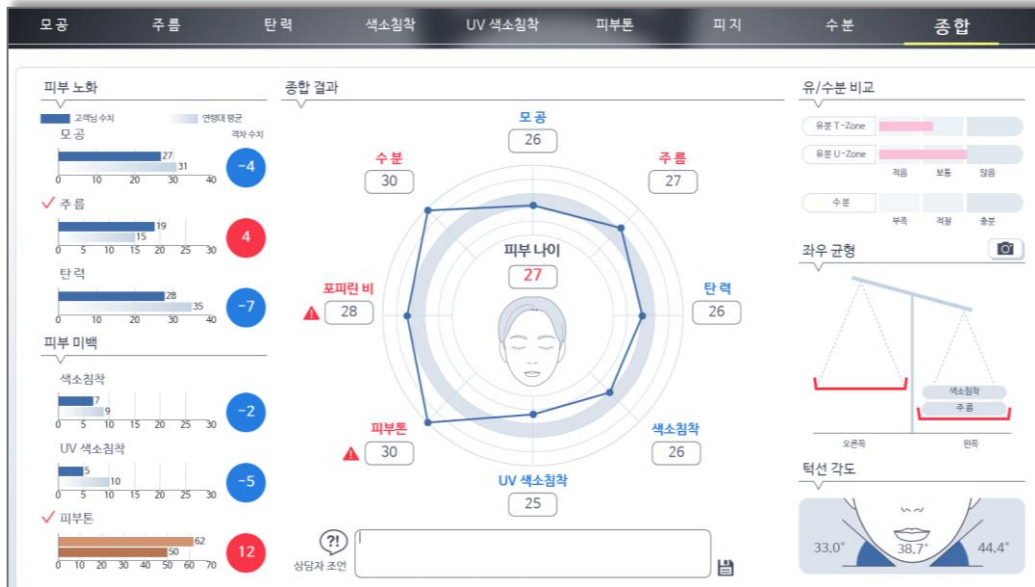 모공 주름 탄력 색소침착 UV 색소침착 피부톤 피지 수분 종합
피부 노화
고객님 수치 연령대 평균
격차 수치
모공
27
31
0 10 20 30 40
-4
주름
19
15
0 5 10 15 20 25 30
4
탄력
28
35
0 10 20 30 40
-7
피부 미백
색소침착
7
9
0 5 10 15 20 25 30
-2
UV 색소침착
5
10
0 5 10 15 20 25 30
-5
피부톤
62
50
0 10 20 30 40 50 60 70
12
종합 결과
모공
26
주름
27
탄력
26
색소침착
26
UV 색소침착
25
피부톤
30
포피린 비
28
수분
30
피부 나이
27
?!
상담자 조언
유/수분 비교
유분 T-Zone
유분 U-Zone
적음 보통 많음
수분
부족 적절 충분
좌우 균형
색소침착
주름
오른쪽 왼쪽
턱선 각도
33.0° 38.7° 44.4°